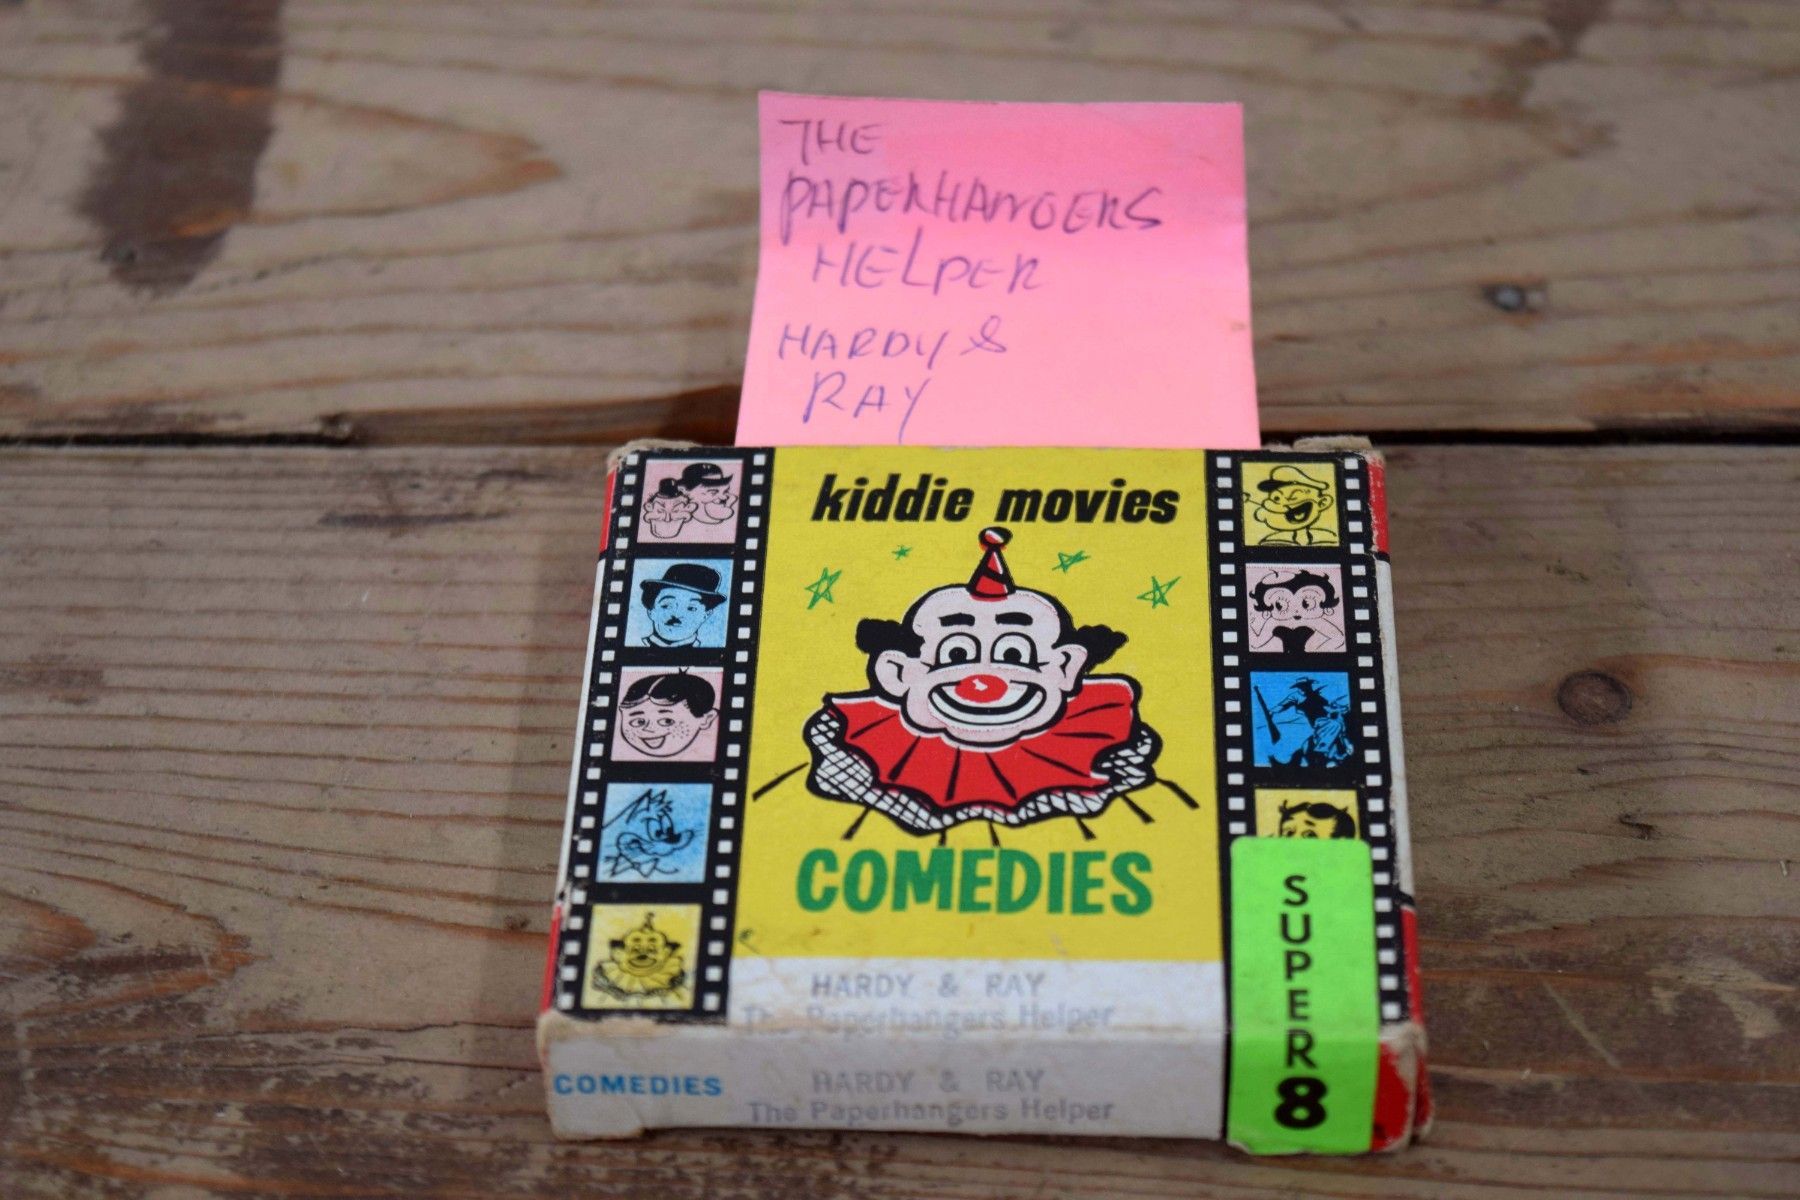 THE
PAPERHANGERS
HELPER
HARDY &
RAY
kiddie movies
COMEDIES
HARDY & RAY
The Paperhangers Helper
COMEDIES
HARDY & RAY
The Paperhangers Helper
SUPER
8